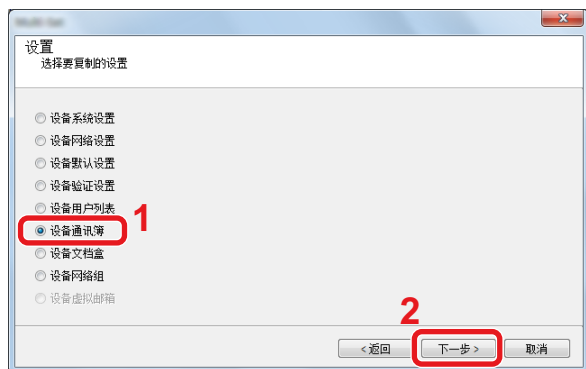 设置
选择要复制的设置
设备系统设置
设备网络设置
设备默认设置
设备验证设置
设备用户列表
1
设备通讯簿
设备文档盒
设备网络组
设备虚拟邮箱
2
<返回 下一步> 取消